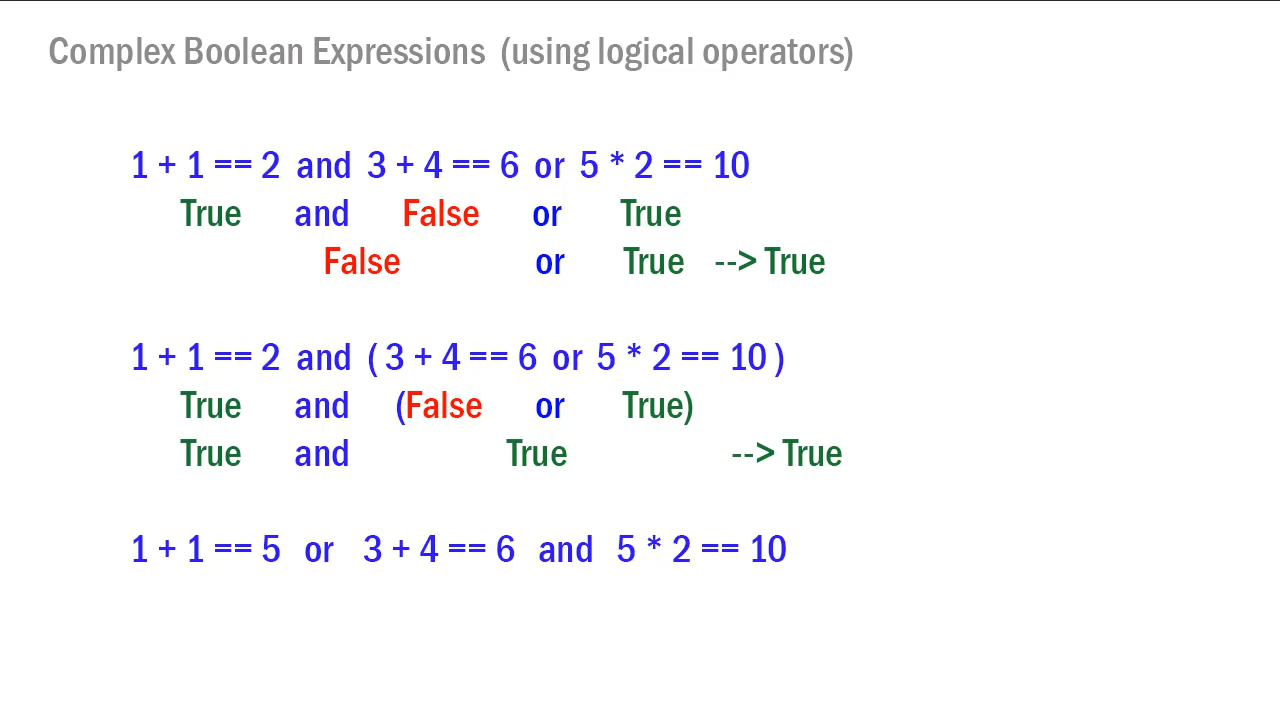 Complex Boolean Expressions (using logical operators)
1 + 1 == 2 and 3 + 4 == 6 or 5 * 2 == 10
True and False or True
False or True --> True
1 + 1 == 2 and ( 3 + 4 == 6 or 5 * 2 == 10 )
True and (False or True)
True and True --> True
1 + 1 == 5 or 3 + 4 == 6 and 5 * 2 == 10